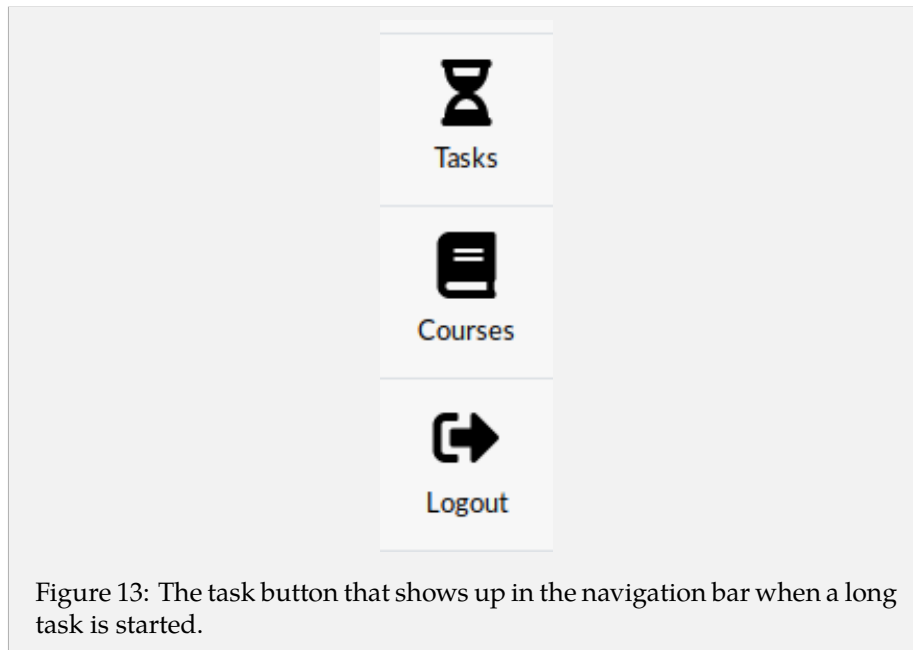 Tasks
Courses
Logout
Figure 13: The task button that shows up in the navigation bar when a long
task is started.